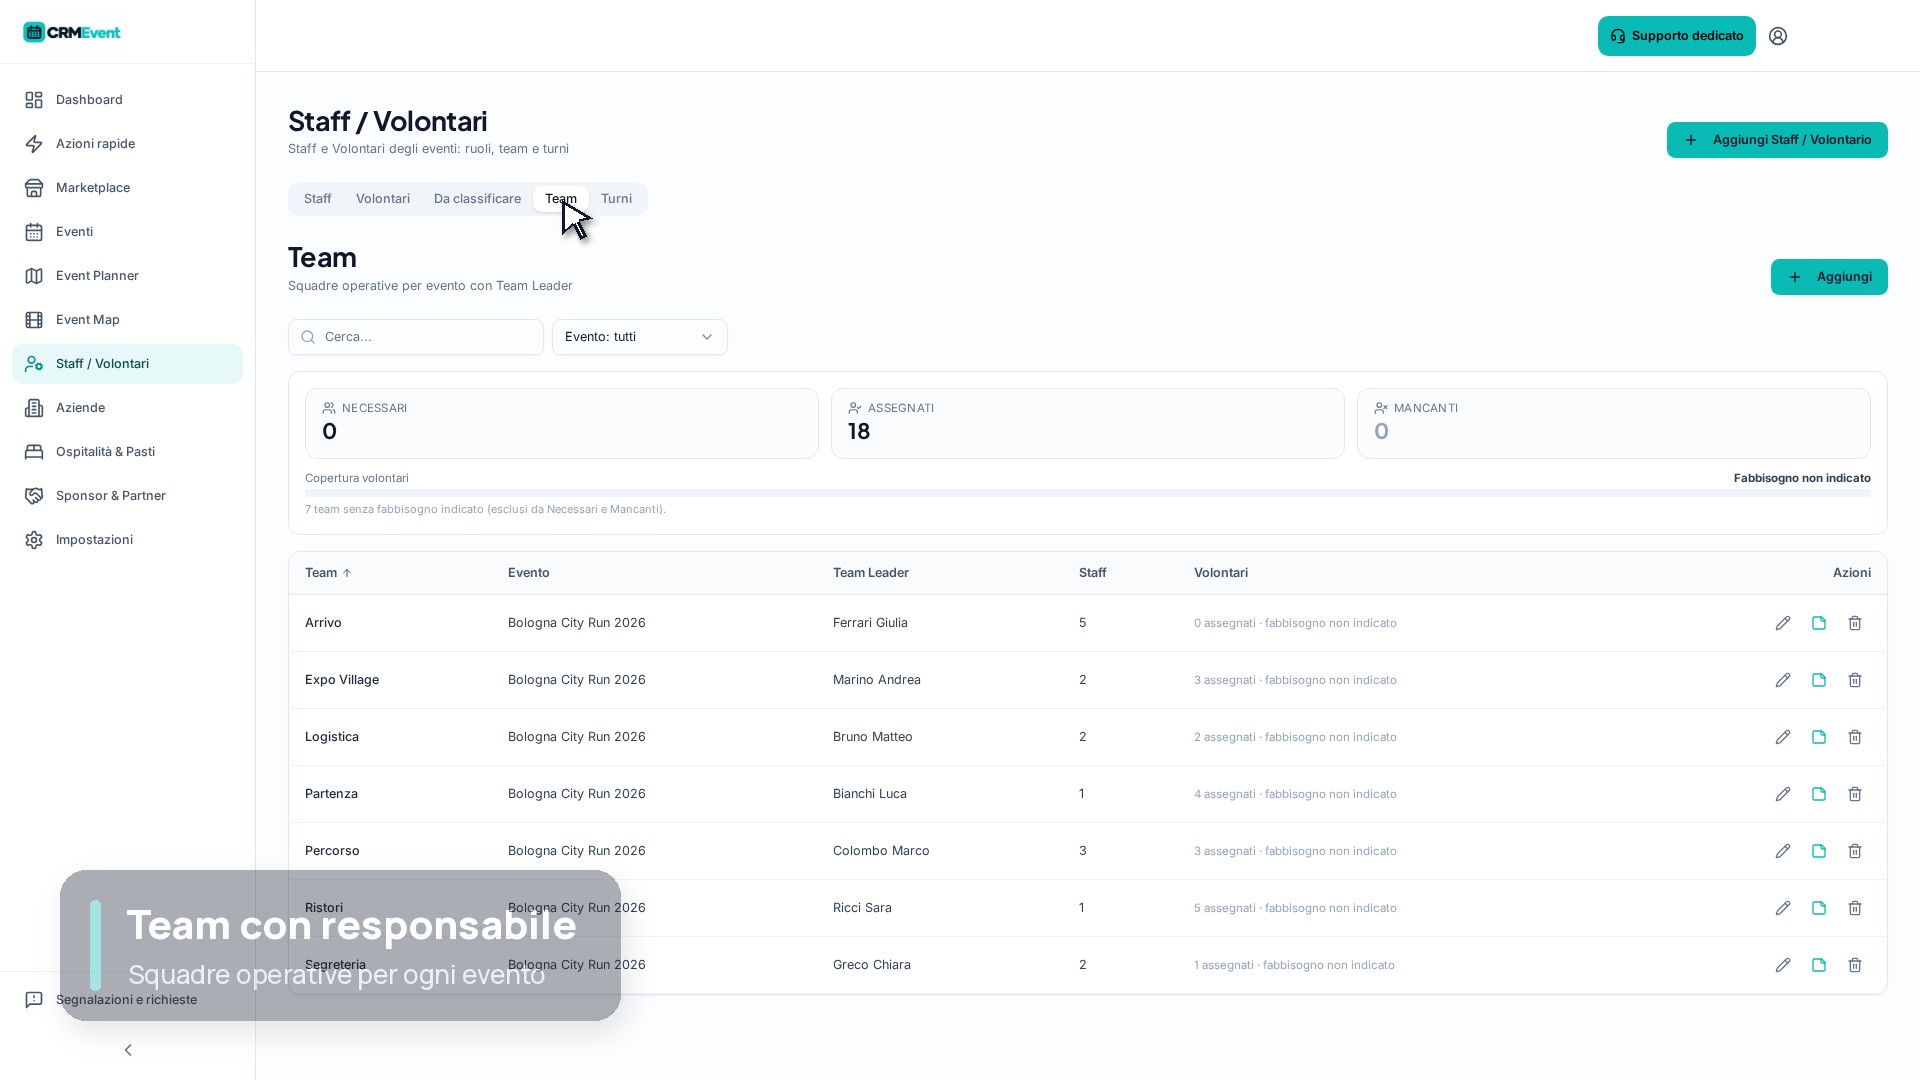 CRMEvent
Supporto dedicato
Dashboard
Azioni rapide
Marketplace
Eventi
Event Planner
Event Map
Staff / Volontari
Aziende
Ospitalità & Pasti
Sponsor & Partner
Impostazioni
Segnalazioni e richieste
Staff / Volontari
Staff e Volontari degli eventi: ruoli, team e turni
Aggiungi Staff / Volontario
Staff Volontari Da classificare Team Turni
Team
Squadre operative per evento con Team Leader
Aggiungi
Cerca... Evento: tutti
NECESSARI
0
ASSEGNATI
18
MANCANTI
0
Copertura volontari Fabbisogno non indicato
7 team senza fabbisogno indicato (esclusi da Necessari e Mancanti).
Team Evento Team Leader Staff Volontari Azioni
Arrivo Bologna City Run 2026 Ferrari Giulia 5 0 assegnati · fabbisogno non indicato
Expo Village Bologna City Run 2026 Marino Andrea 2 3 assegnati · fabbisogno non indicato
Logistica Bologna City Run 2026 Bruno Matteo 2 2 assegnati · fabbisogno non indicato
Partenza Bologna City Run 2026 Bianchi Luca 1 4 assegnati · fabbisogno non indicato
Percorso Bologna City Run 2026 Colombo Marco 3 3 assegnati · fabbisogno non indicato
Ristori Bologna City Run 2026 Ricci Sara 1 5 assegnati · fabbisogno non indicato
Segreteria Bologna City Run 2026 Greco Chiara 2 1 assegnati · fabbisogno non indicato
Team con responsabile
Squadre operative per ogni evento